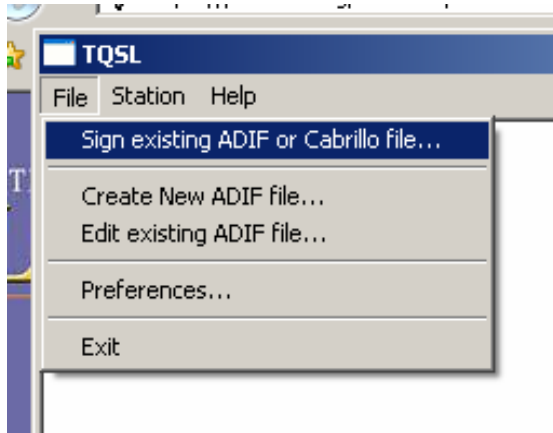 TQSL
File Station Help
Sign existing ADIF or Cabrillo file...
Create New ADIF file...
Edit existing ADIF file...
Preferences...
Exit